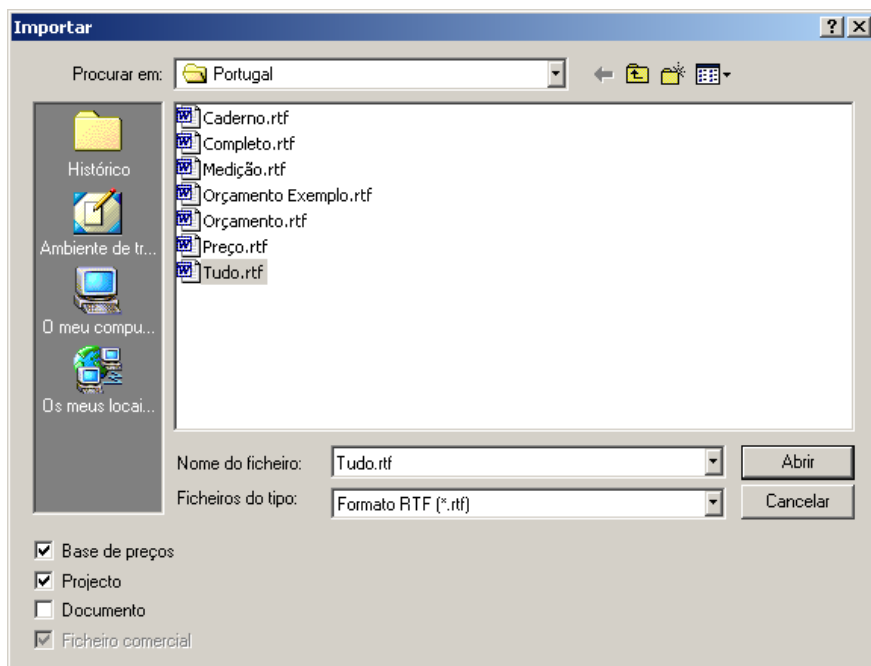 Importar
Procurar em: Portugal
Histórico
Ambiente de tr...
O meu compu...
Os meus locai...
Caderno.rtf
Completo.rtf
Medição.rtf
Orçamento Exemplo.rtf
Orçamento.rtf
Preço.rtf
Tudo.rtf
Nome do ficheiro: Tudo.rtf Abrir
Ficheiros do tipo: Formato RTF (*.rtf) Cancelar
Base de preços
Projecto
Documento
Ficheiro comercial